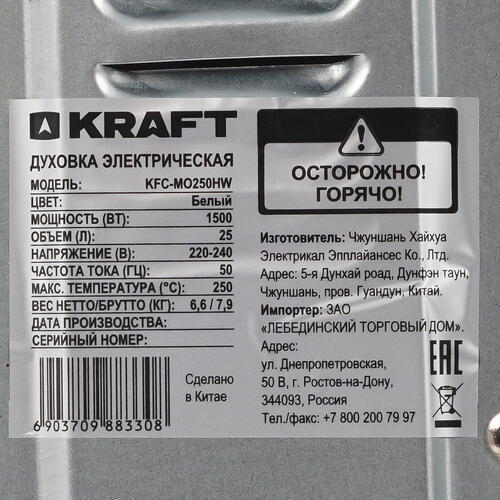 KRAFT
ДУХОВКА ЭЛЕКТРИЧЕСКАЯ
МОДЕЛЬ: KFC-MO250HW
ЦВЕТ: Белый
МОЩНОСТЬ (ВТ): 1500
ОБЪЕМ (Л): 25
НАПРЯЖЕНИЕ (В): 220-240
ЧАСТОТА ТОКА (ГЦ): 50
МАКС. ТЕМПЕРАТУРА (°С): 250
ВЕС НЕТТО/БРУТТО (КГ): 6,6 / 7,9
ДАТА ПРОИЗВОДСТВА:
СЕРИЙНЫЙ НОМЕР:
6 903709 883308
Сделано
в Китае
!
ОСТОРОЖНО!
ГОРЯЧО!
Изготовитель: Чжуншань Хайхуа
Електрикал Эпплайансес Ко., Лтд.
Адрес: 5-я Дунхай роад, Дунфэн таун,
Чжуншань, пров. Гуандун, Китай.
Импортер: ЗАО
«ЛЕБЕДИНСКИЙ ТОРГОВЫЙ ДОМ».
Адрес:
ул. Днепропетровская,
50 В, г. Ростов-на-Дону,
344093, Россия
Тел./факс: +7 800 200 79 97
EAC